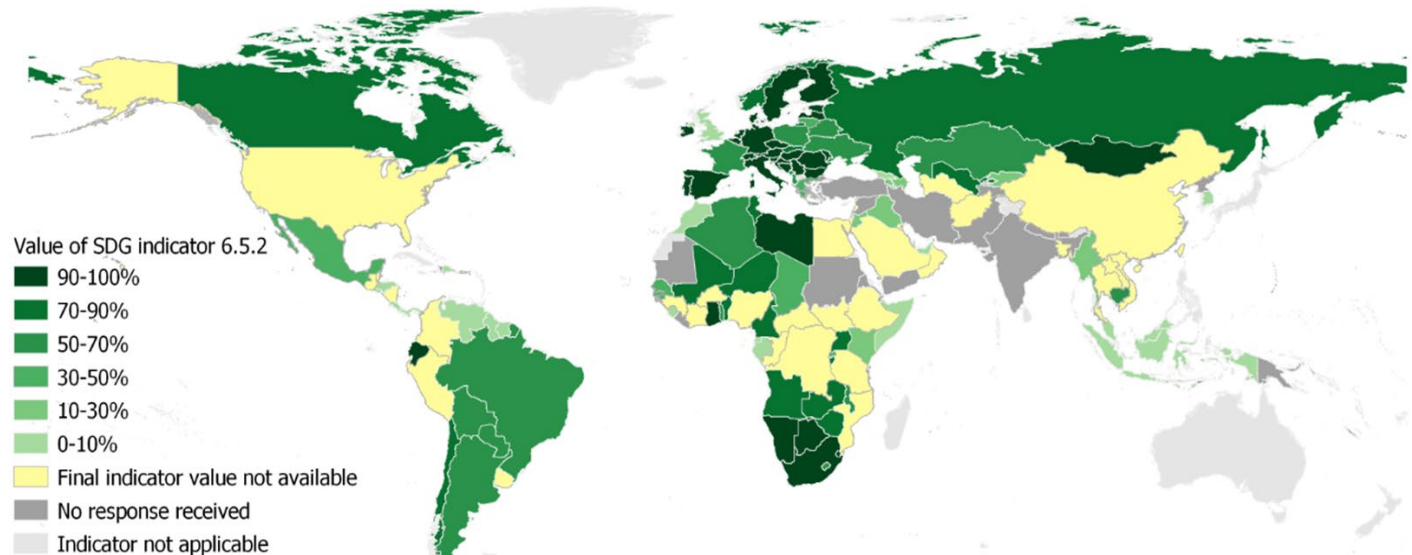 Value of SDG indicator 6.5.2
90-100%
70-90%
50-70%
30-50%
10-30%
0-10%
Final indicator value not available
No response received
Indicator not applicable